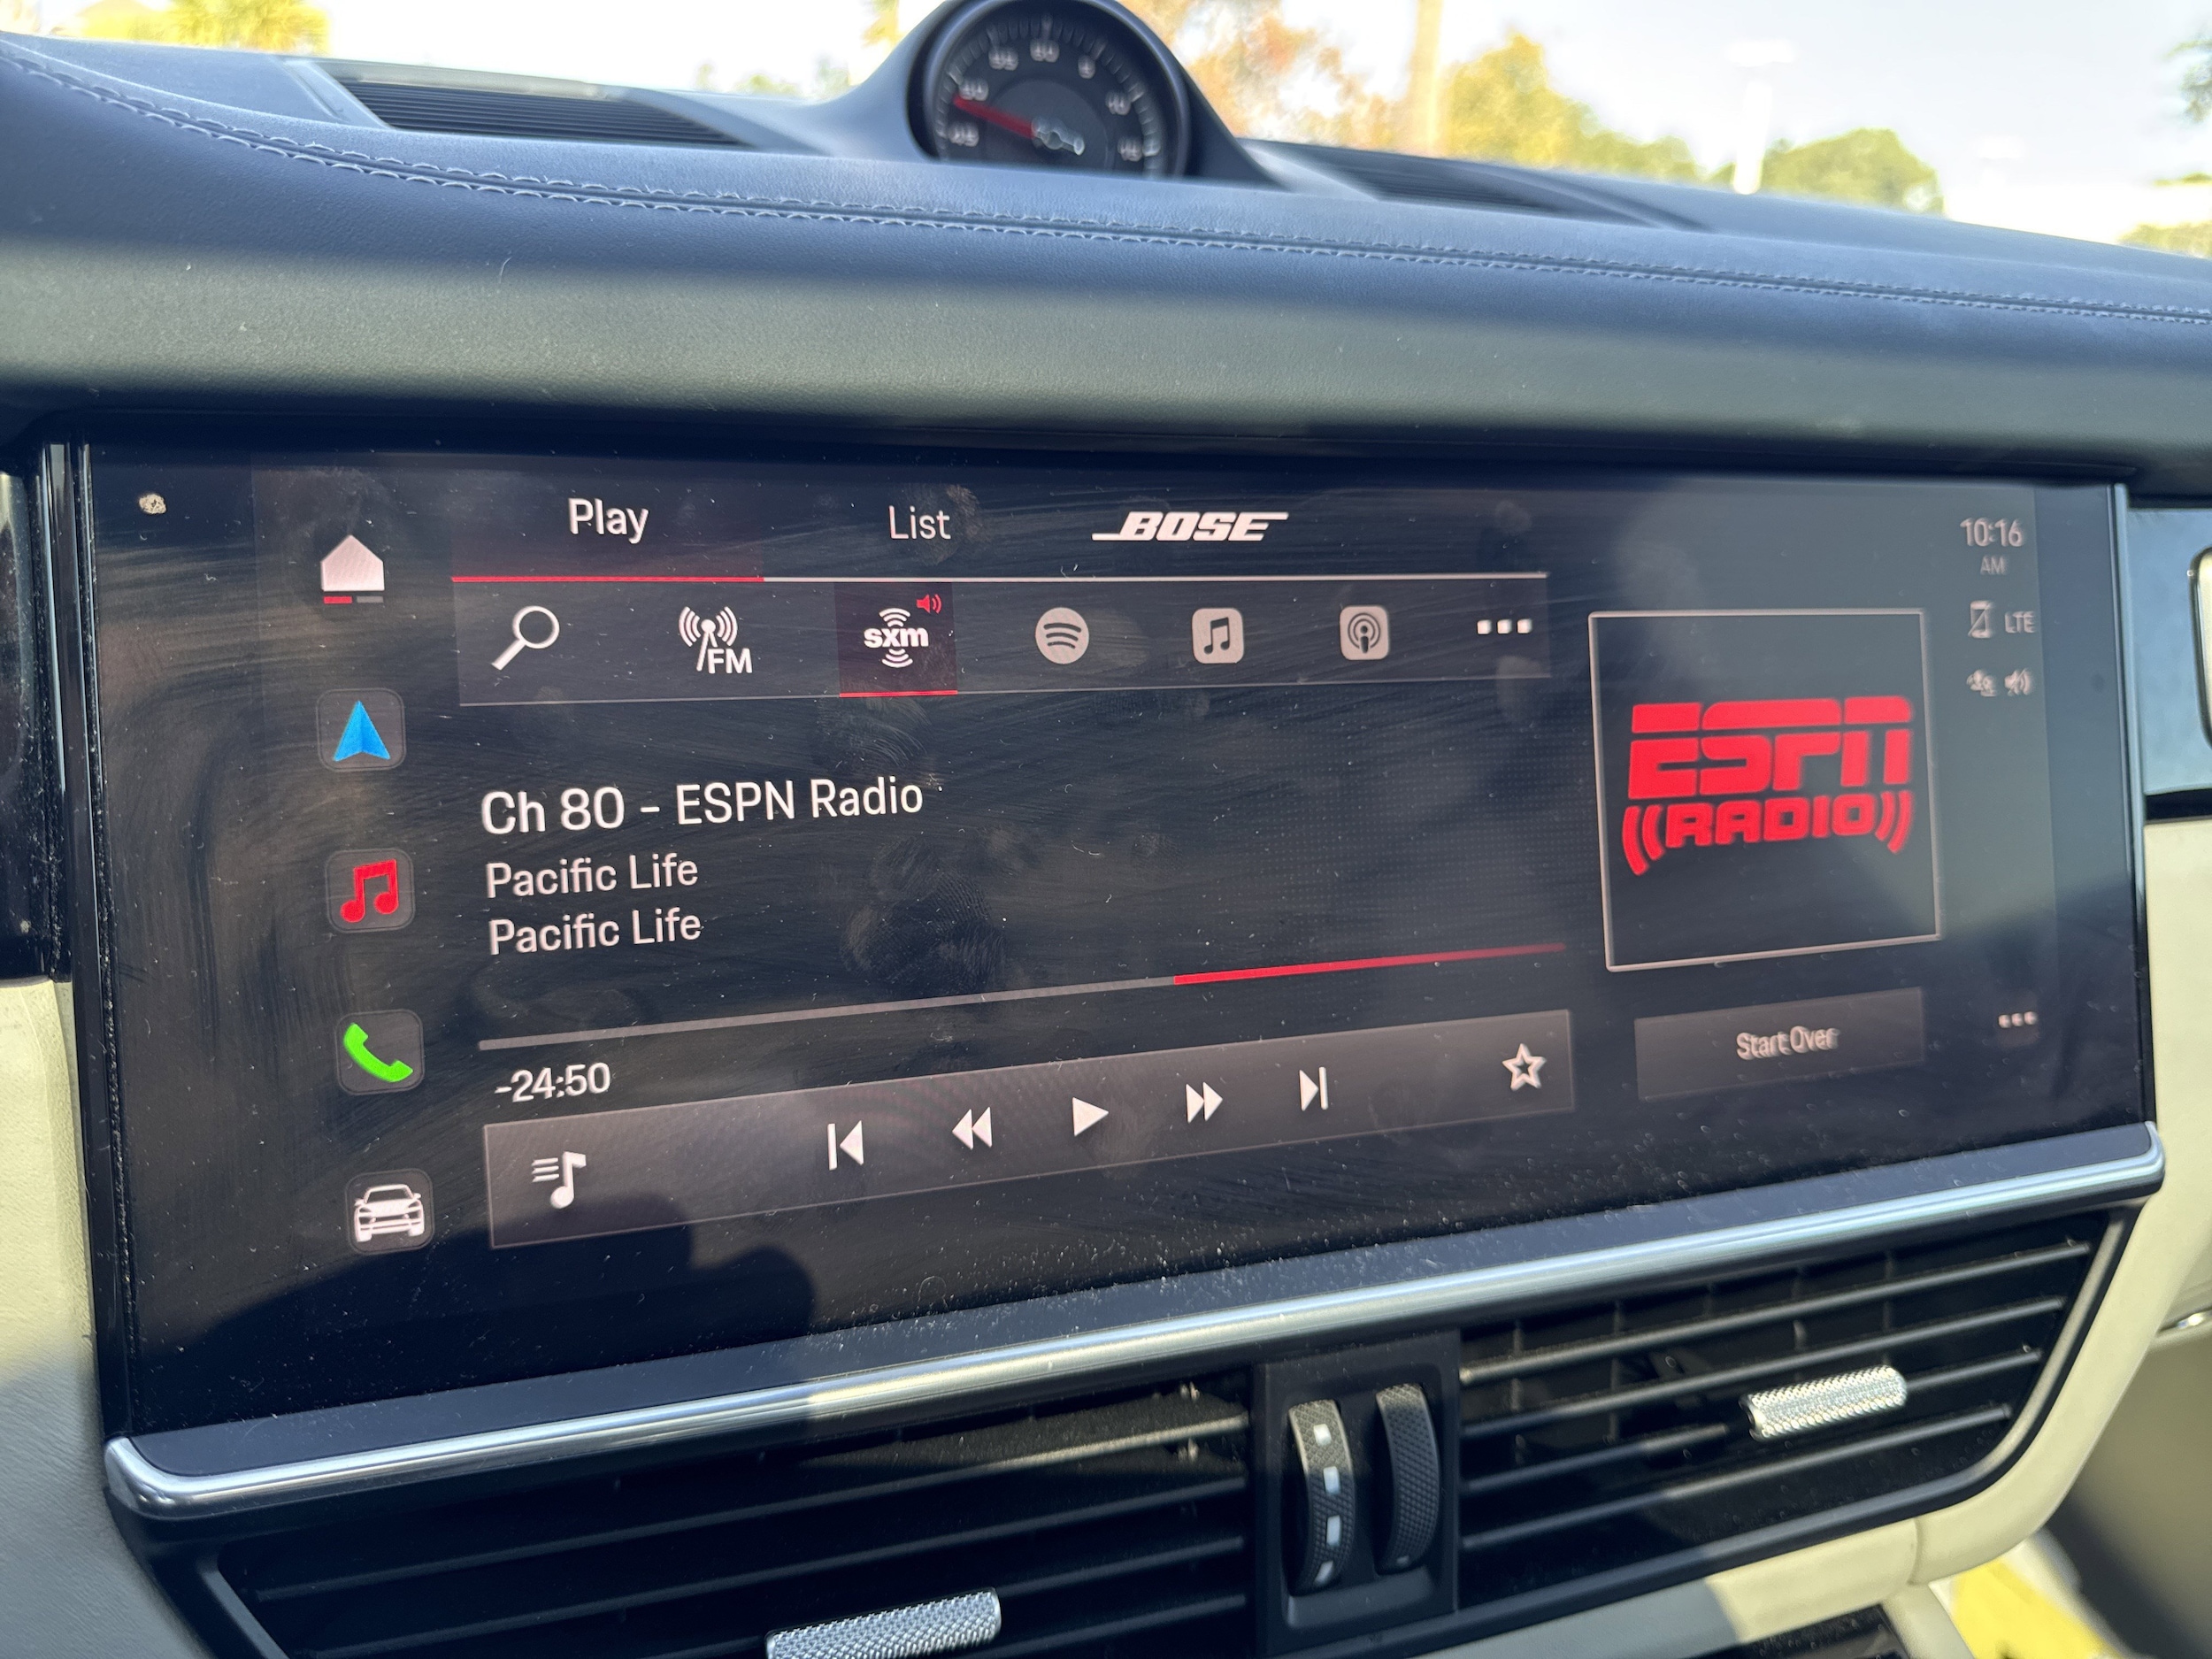 Play
List
BOSE
10:16
AM
FM
sxm
LTE
Ch 80 - ESPN Radio
Pacific Life
Pacific Life
ESPN
RADIO
-24:50
Start Over